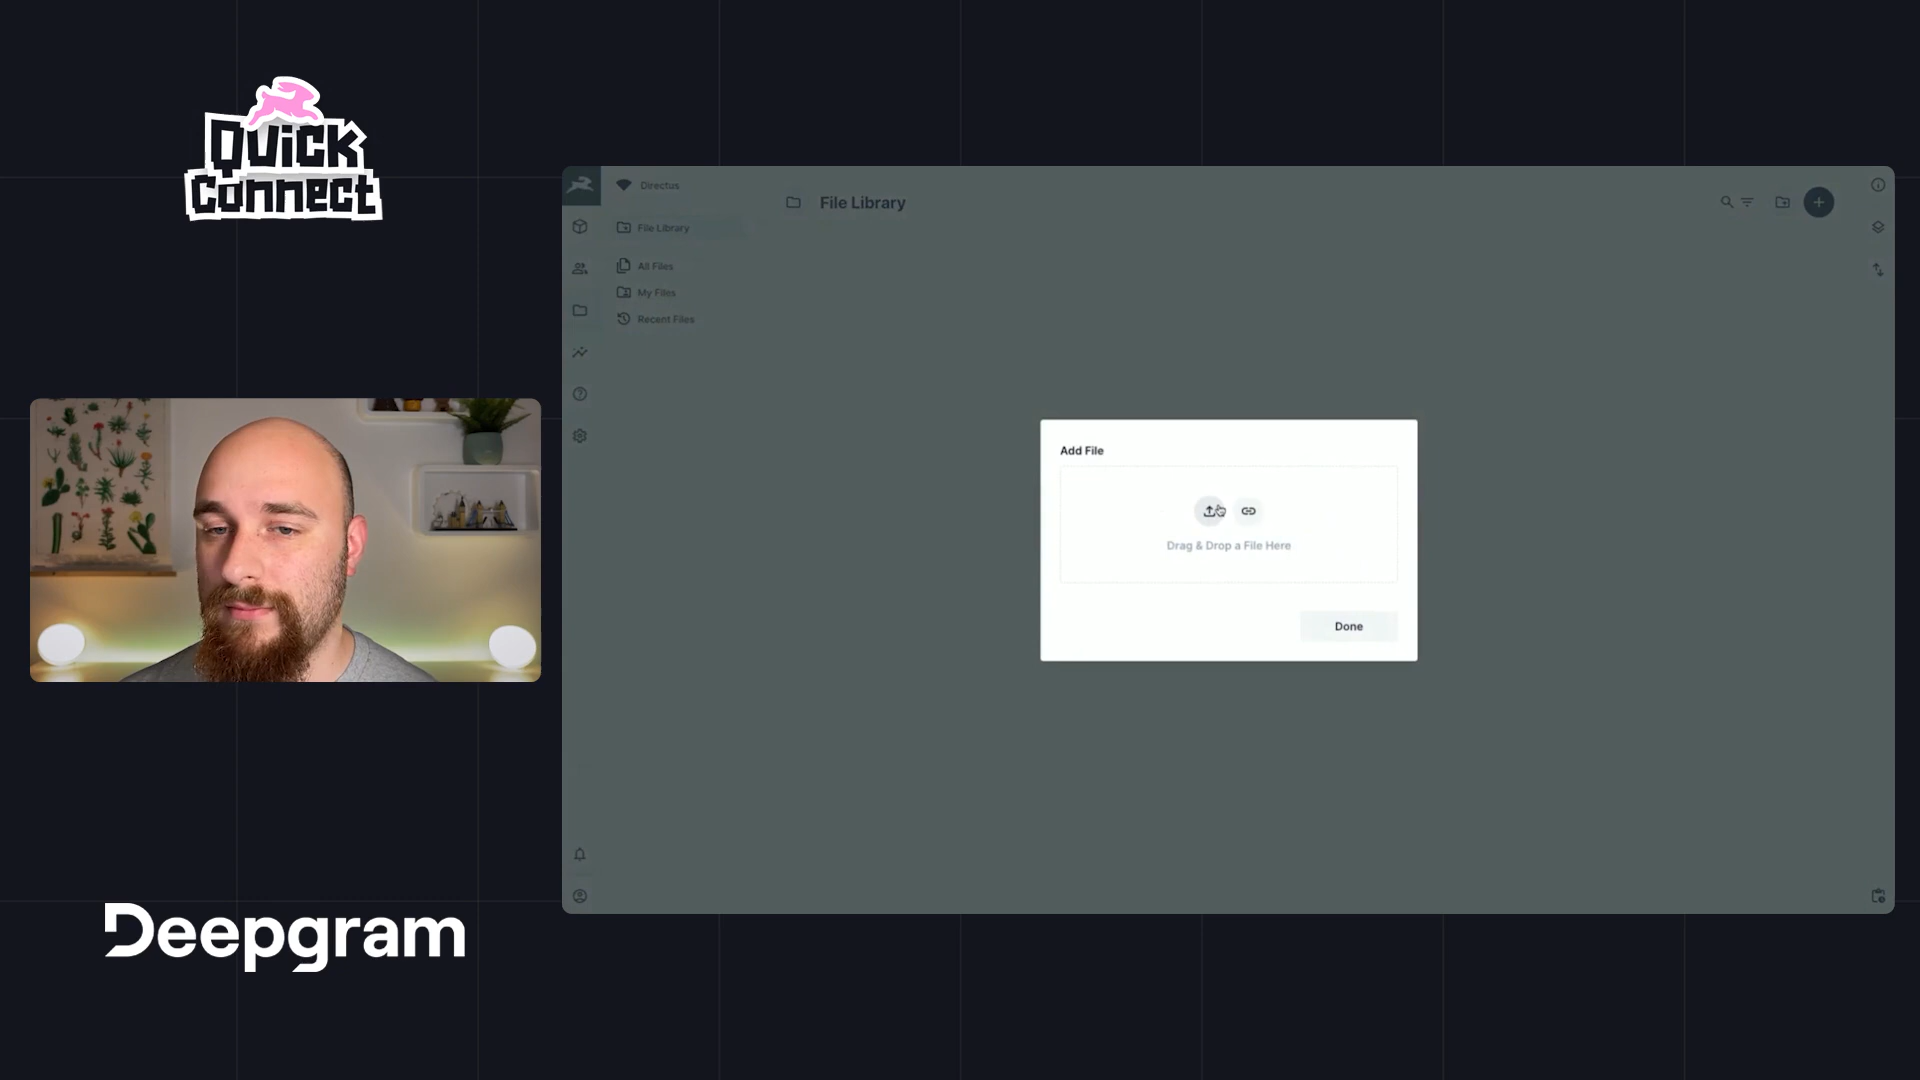 Quick
Connect
Directus
File Library
File Library
All Files
My Files
Recent Files
Add File
Drag & Drop a File Here
Done
Deepgram